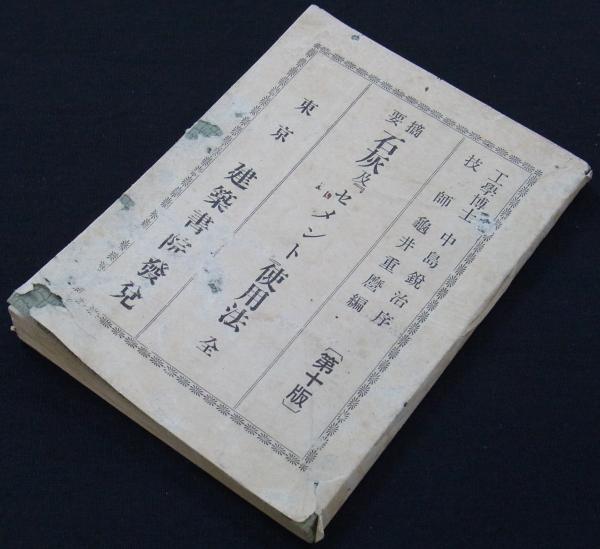 工學博士 中島鋭治序
技師 龜井重麿編
〔第十版〕
摘要 石灰及セメント使用法 全
東京 建築書院發兌